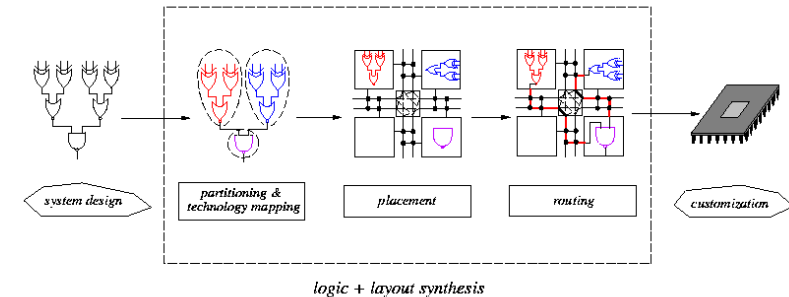 system design
partitioning &
technology mapping
placement
routing
customization
logic + layout synthesis